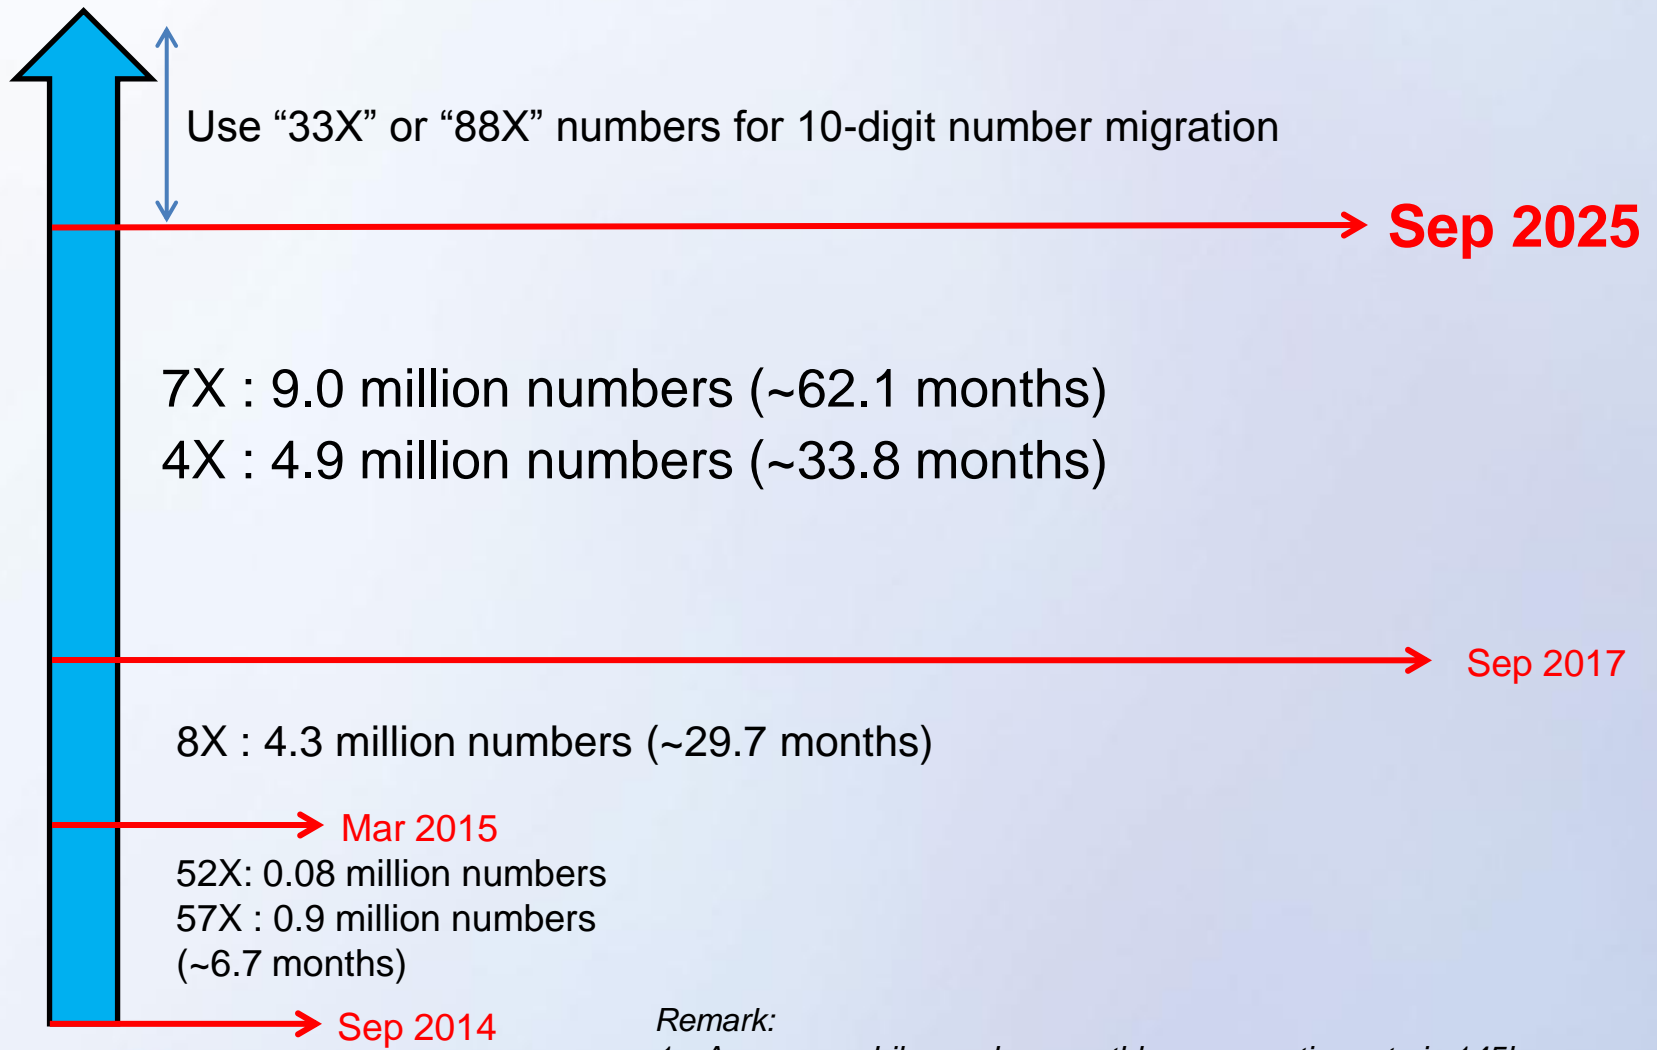 Use “33X” or “88X” numbers for 10-digit number migration
Sep 2025
7X : 9.0 million numbers (~62.1 months)
4X : 4.9 million numbers (~33.8 months)
Sep 2017
8X : 4.3 million numbers (~29.7 months)
Mar 2015
52X: 0.08 million numbers
57X : 0.9 million numbers
(~6.7 months)
Sep 2014
Remark: